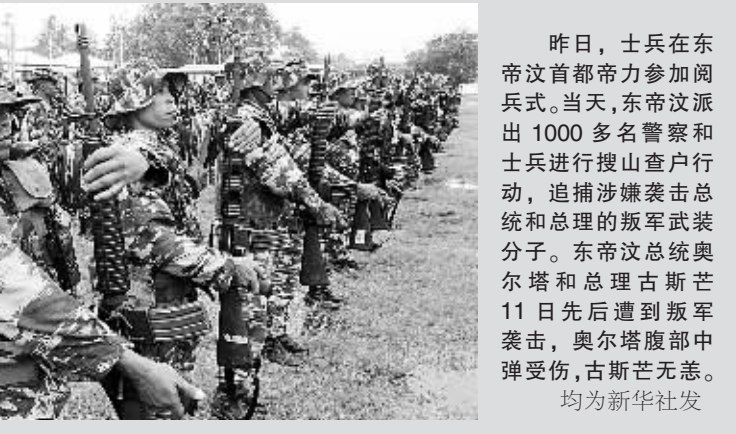 昨日，士兵在东
帝汶首都帝力参加阅
兵式。当天，东帝汶派
出 1000 多名警察和
士兵进行搜山查户行
动，追捕涉嫌袭击总
统和总理的叛军武装
分子。东帝汶总统奥
尔塔和总理古斯芒
11 日先后遭到叛军
袭击，奥尔塔腹部中
弹受伤，古斯芒无恙。
均为新华社发